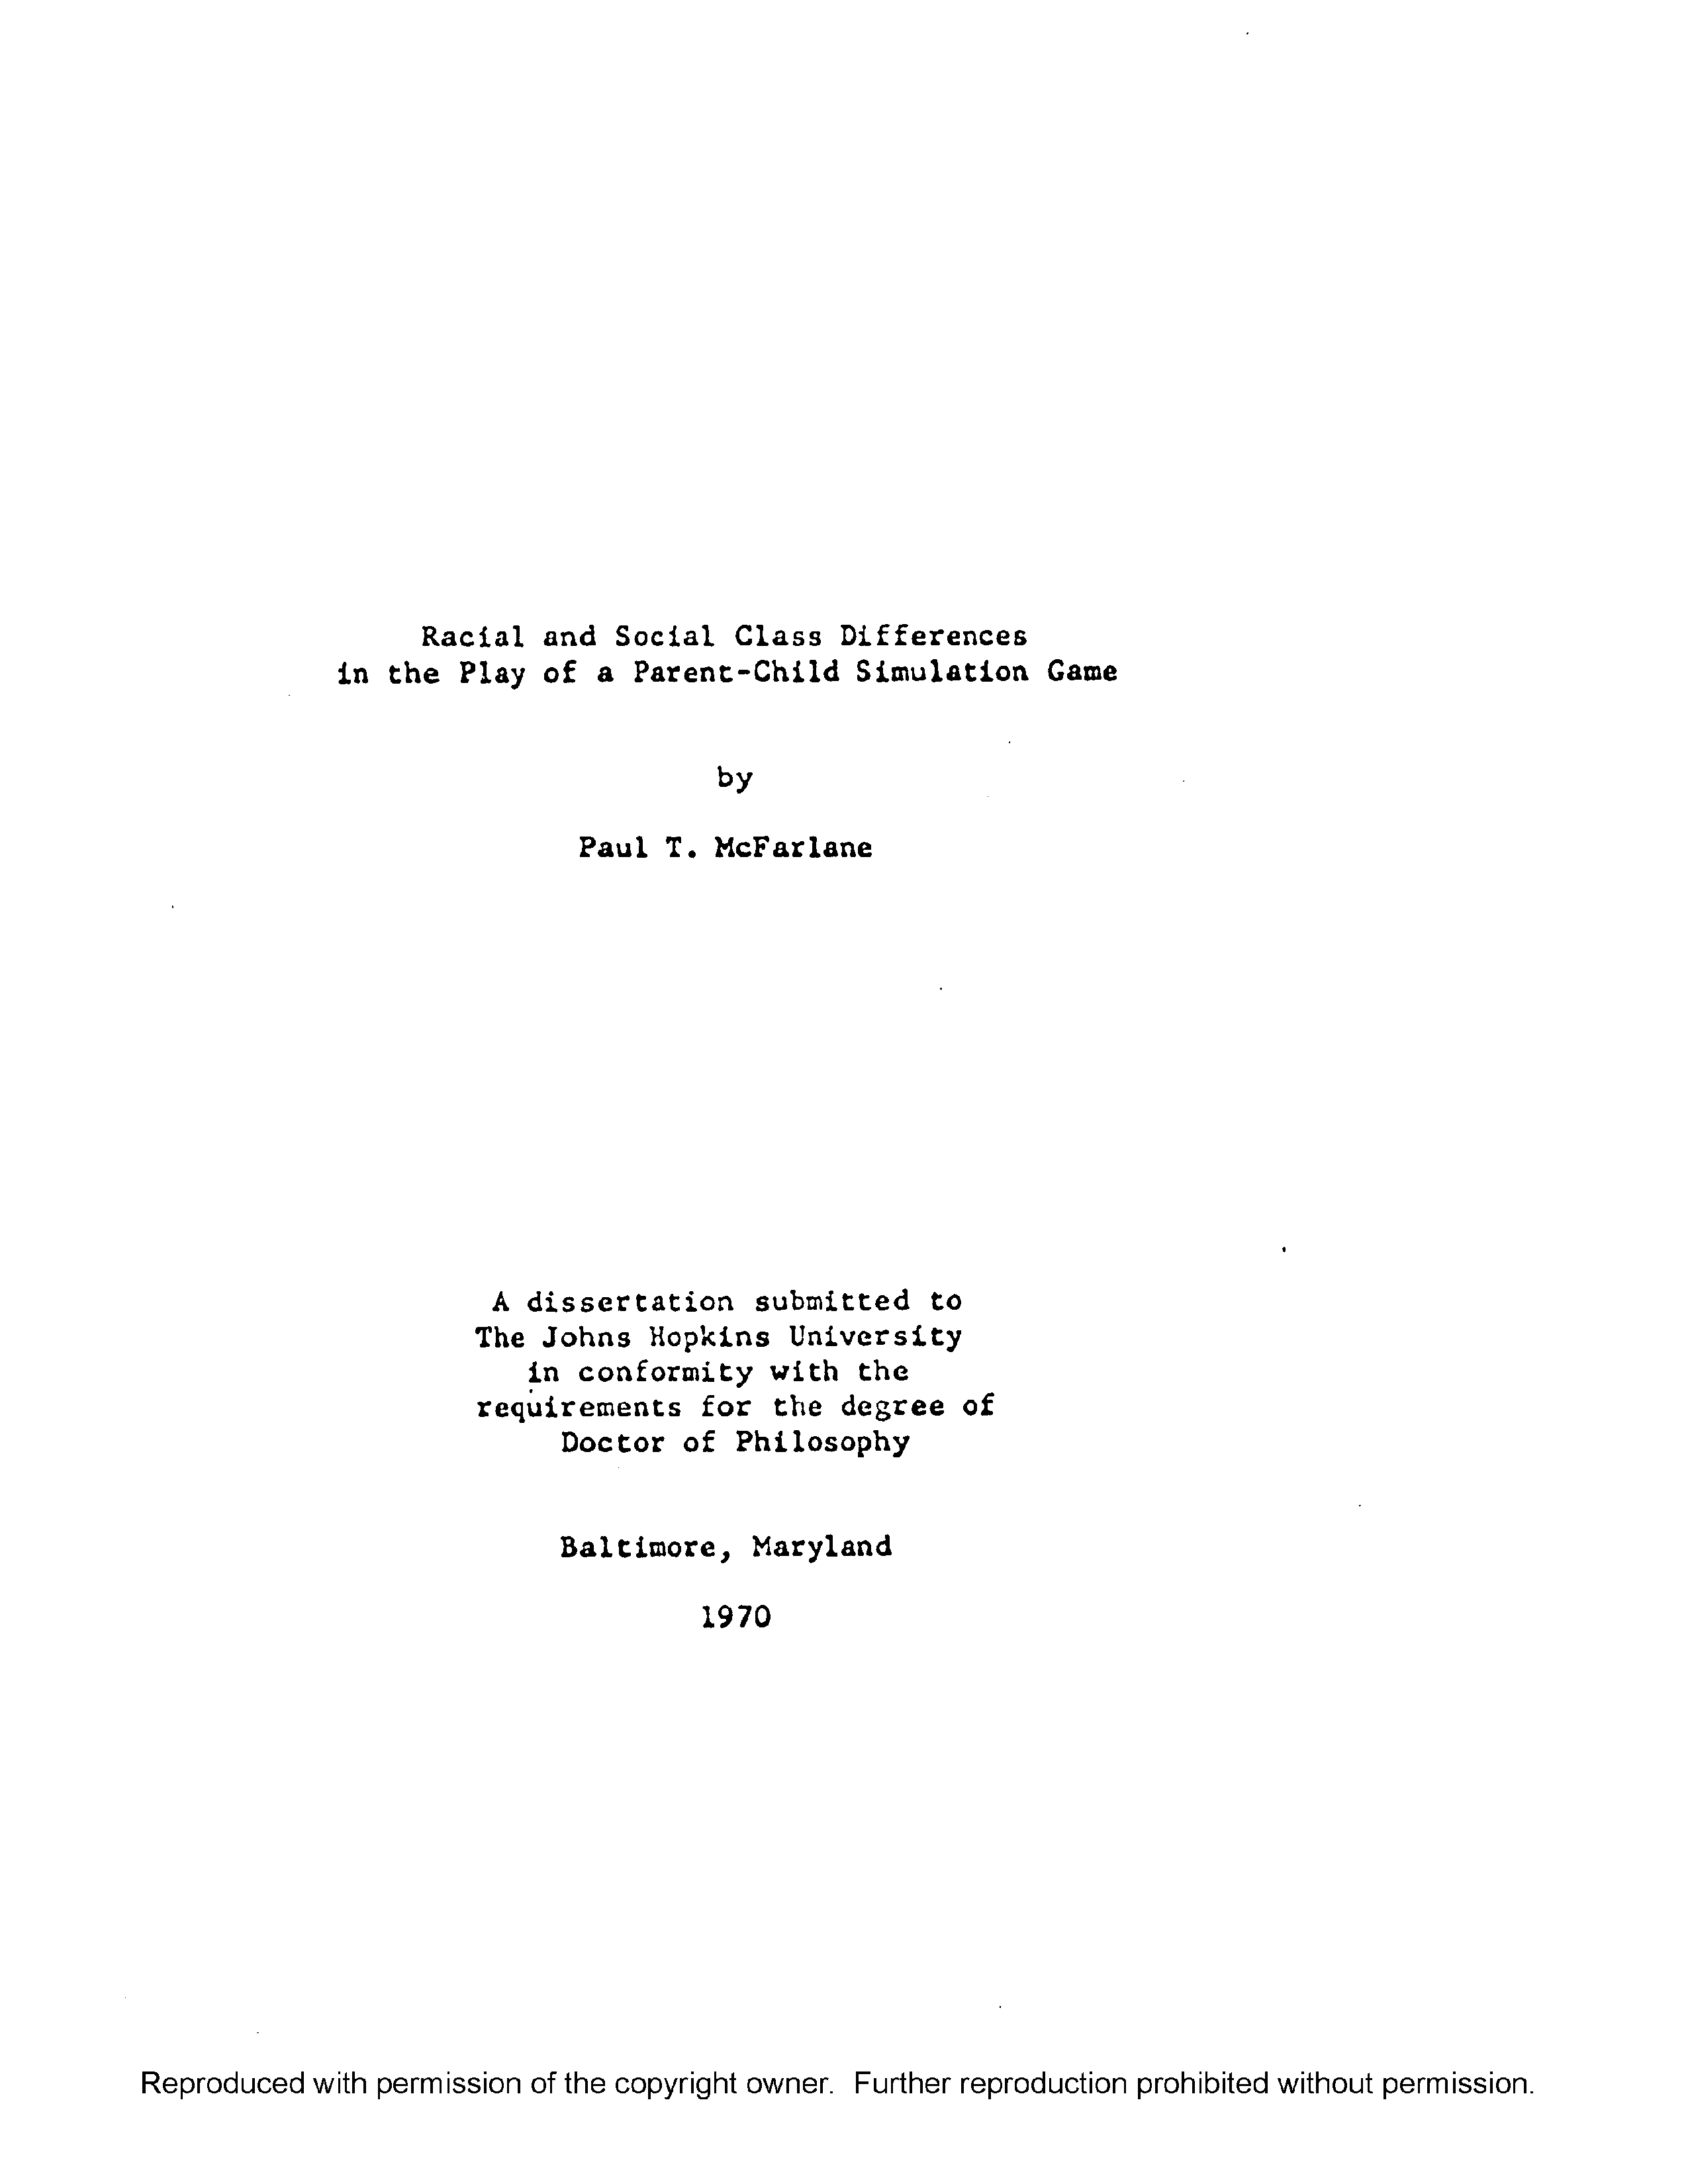 Racial and Social Class Differences
in the Play of a Parent-Child Simulation Game
by
Paul T. McFarlane
A dissertation submitted to
The Johns Hopkins University
in conformity with the
requirements for the degree of
Doctor of Philosophy
Baltimore, Maryland
1970
Reproduced with permission of the copyright owner. Further reproduction prohibited without permission.